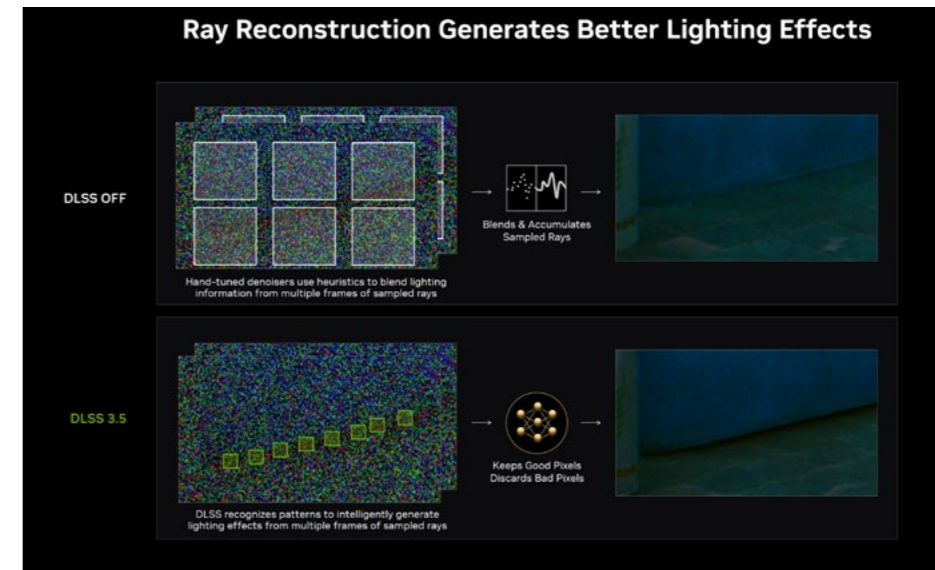 Ray Reconstruction Generates Better Lighting Effects
DLSS OFF
Hand-tuned denoisers use heuristics to blend lighting
information from multiple frames of sampled rays
Blends & Accumulates
Sampled Rays
DLSS 3.5
DLSS recognizes patterns to intelligently generate
lighting effects from multiple frames of sampled rays
Keeps Good Pixels
Discards Bad Pixels